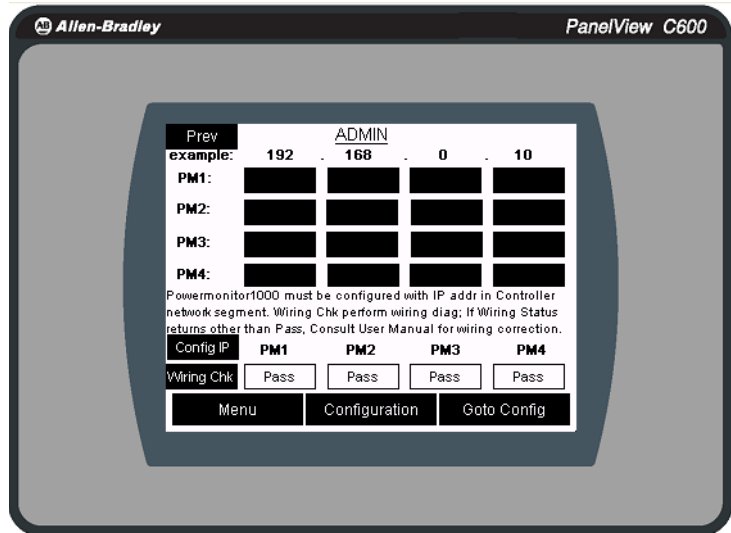 AB Allen-Bradley
PanelView C600
Prev ADMIN
example: 192 . 168 . 0 . 10
PM1:
PM2:
PM3:
PM4:
Powermonitor1000 must be configured with IP addr in Controller
network segment. Wiring Chk perform wiring diag; If Wiring Status
returns other than Pass, Consult User Manual for wiring correction.
Config IP PM1 PM2 PM3 PM4
Wiring Chk Pass Pass Pass Pass
Menu Configuration Goto Config